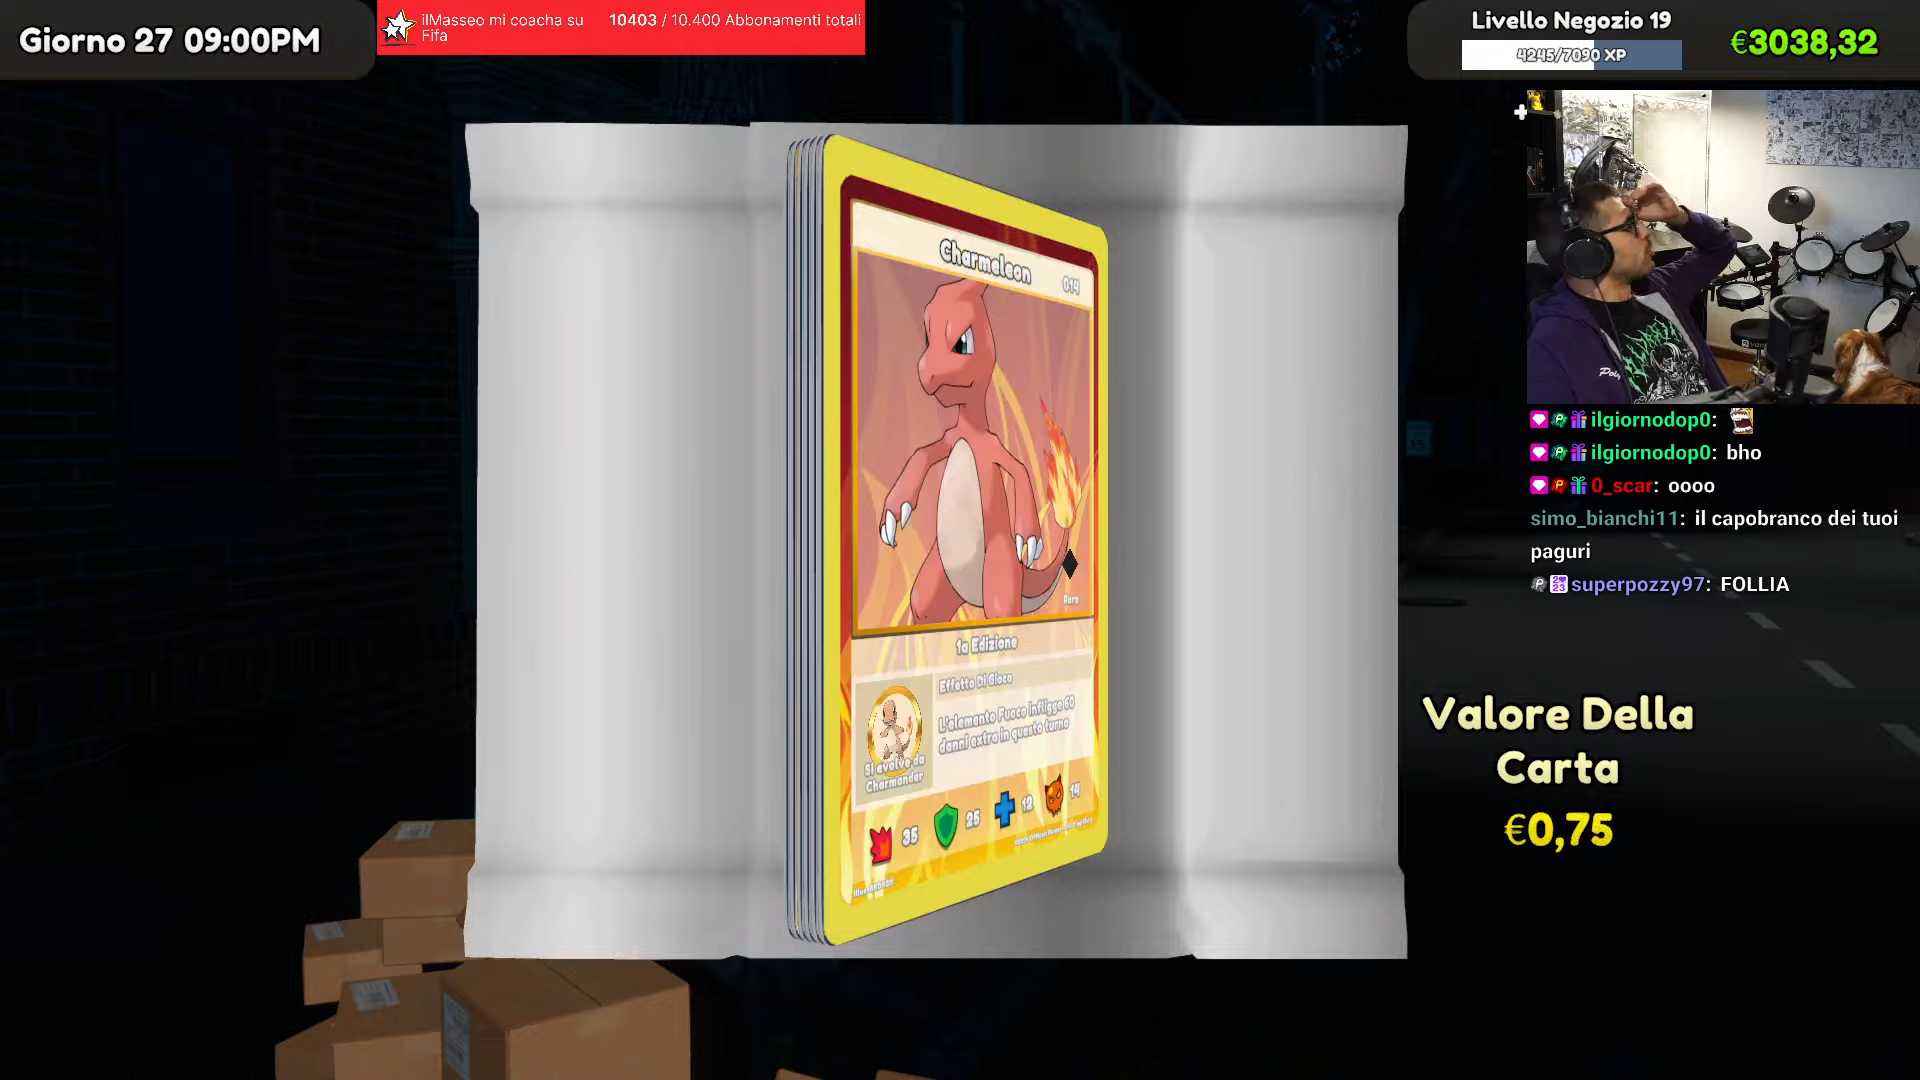 Giorno 27 09:00PM
ilMasseo mi coacha su
Fifa
10403 / 10.400 Abbonamenti totali
Livello Negozio 19
4245/7090 XP
€3038,32
Charmeleon
014
Raro
1a Edizione
Effetto Di Gioco
L'elemento Fuoco infligge 60
danni extra in questo turno
Si evolve da
Charmander
35
25
12
14
ilgiornodop0:
ilgiornodop0: bho
0_scar: oooo
simo_bianchi11: il capobranco dei tuoi
paguri
superpozzy97: FOLLIA
Valore Della
Carta
€0,75